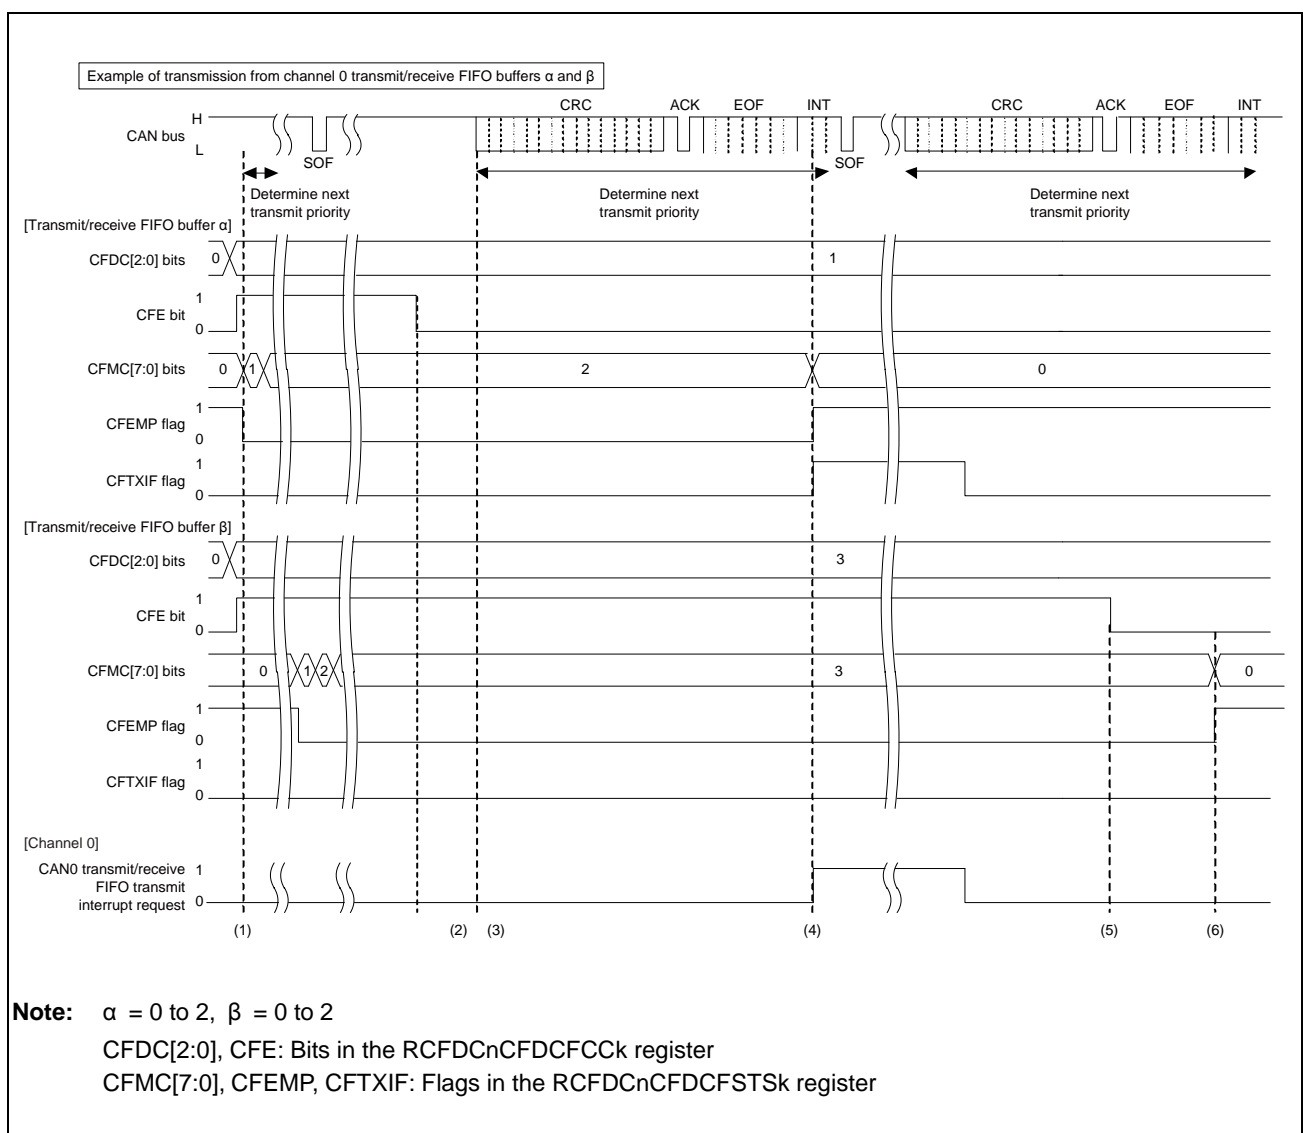 Example of transmission from channel 0 transmit/receive FIFO buffers α and β
CRC ACK EOF INT CRC ACK EOF INT
H
CAN bus
L
SOF SOF
Determine next Determine next Determine next
transmit priority transmit priority transmit priority
[Transmit/receive FIFO buffer α]
CFDC[2:0] bits 0 1
1
CFE bit
0
CFMC[7:0] bits 0 1 2 0
1
CFEMP flag
0
1
CFTXIF flag
0
[Transmit/receive FIFO buffer β]
CFDC[2:0] bits 0 3
1
CFE bit
0
CFMC[7:0] bits 0 1 2 3 0
1
CFEMP flag
0
1
CFTXIF flag
0
[Channel 0]
CAN0 transmit/receive 1
FIFO transmit
interrupt request 0
(1) (2) (3) (4) (5) (6)
Note: α = 0 to 2, β = 0 to 2
CFDC[2:0], CFE: Bits in the RCFDCnCFDCFCCk register
CFMC[7:0], CFEMP, CFTXIF: Flags in the RCFDCnCFDCFSTSk register